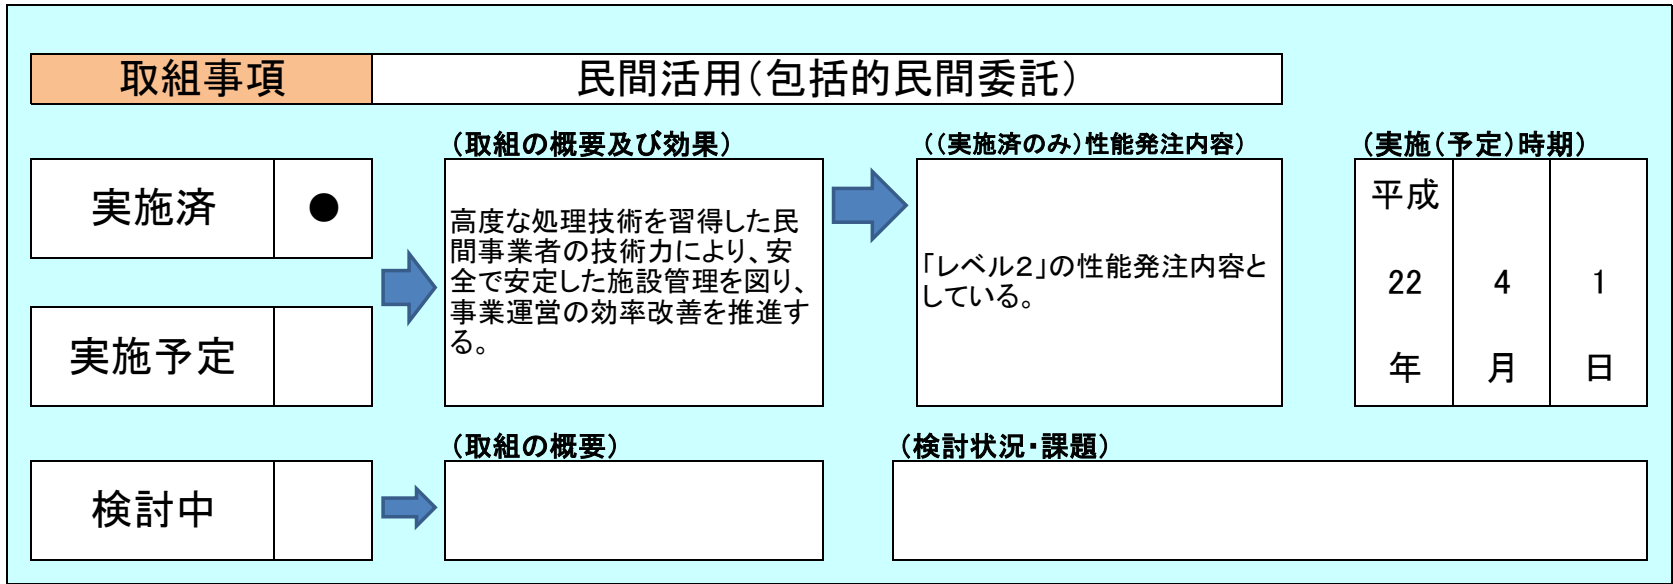 取組事項
民間活用(包括的民間委託)
(取組の概要及び効果)
((実施済のみ)性能発注内容)
(実施(予定)時期)
実施済 ●
高度な処理技術を習得した民
間事業者の技術力により、安
全で安定した施設管理を図り、
事業運営の効率改善を推進す
る。
「レベル2」の性能発注内容と
している。
平成
22 4 1
年 月 日
実施予定
(取組の概要)
(検討状況・課題)
検討中